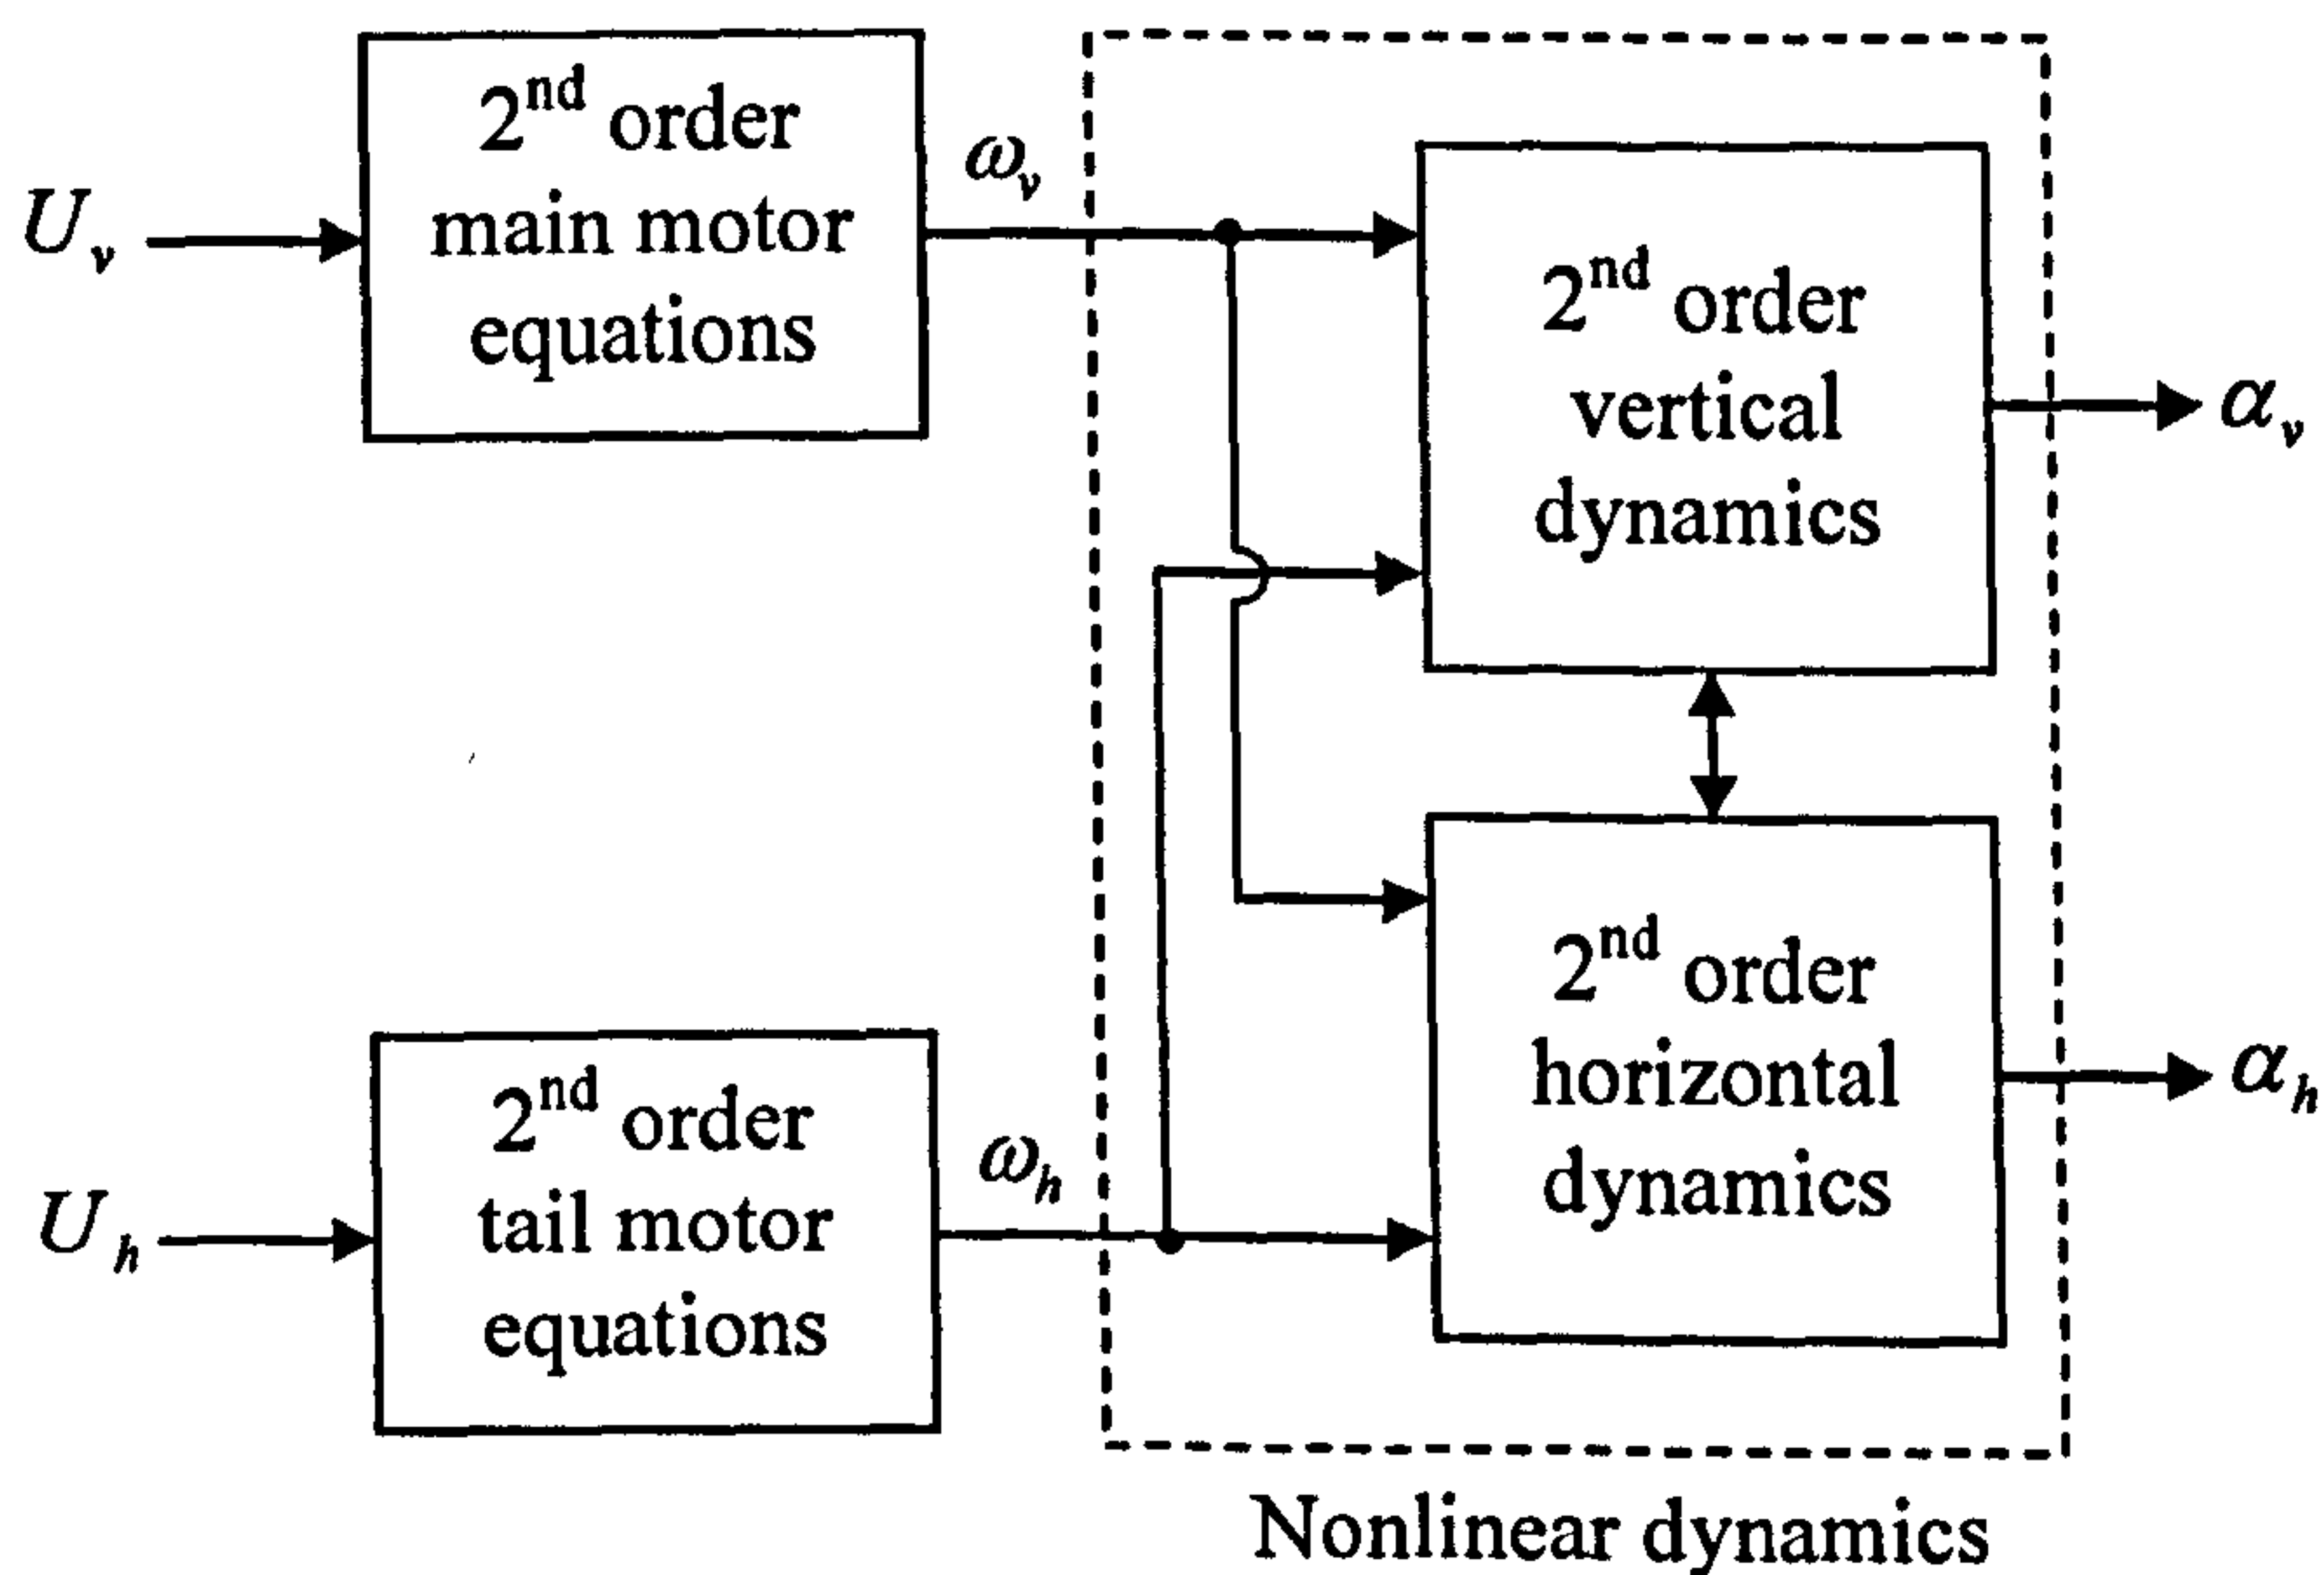 2nd order
main motor
equations
U_v
ω_v
2nd order
vertical
dynamics
α_v
2nd order
tail motor
equations
U_h
ω_h
2nd order
horizontal
dynamics
α_h
Nonlinear dynamics